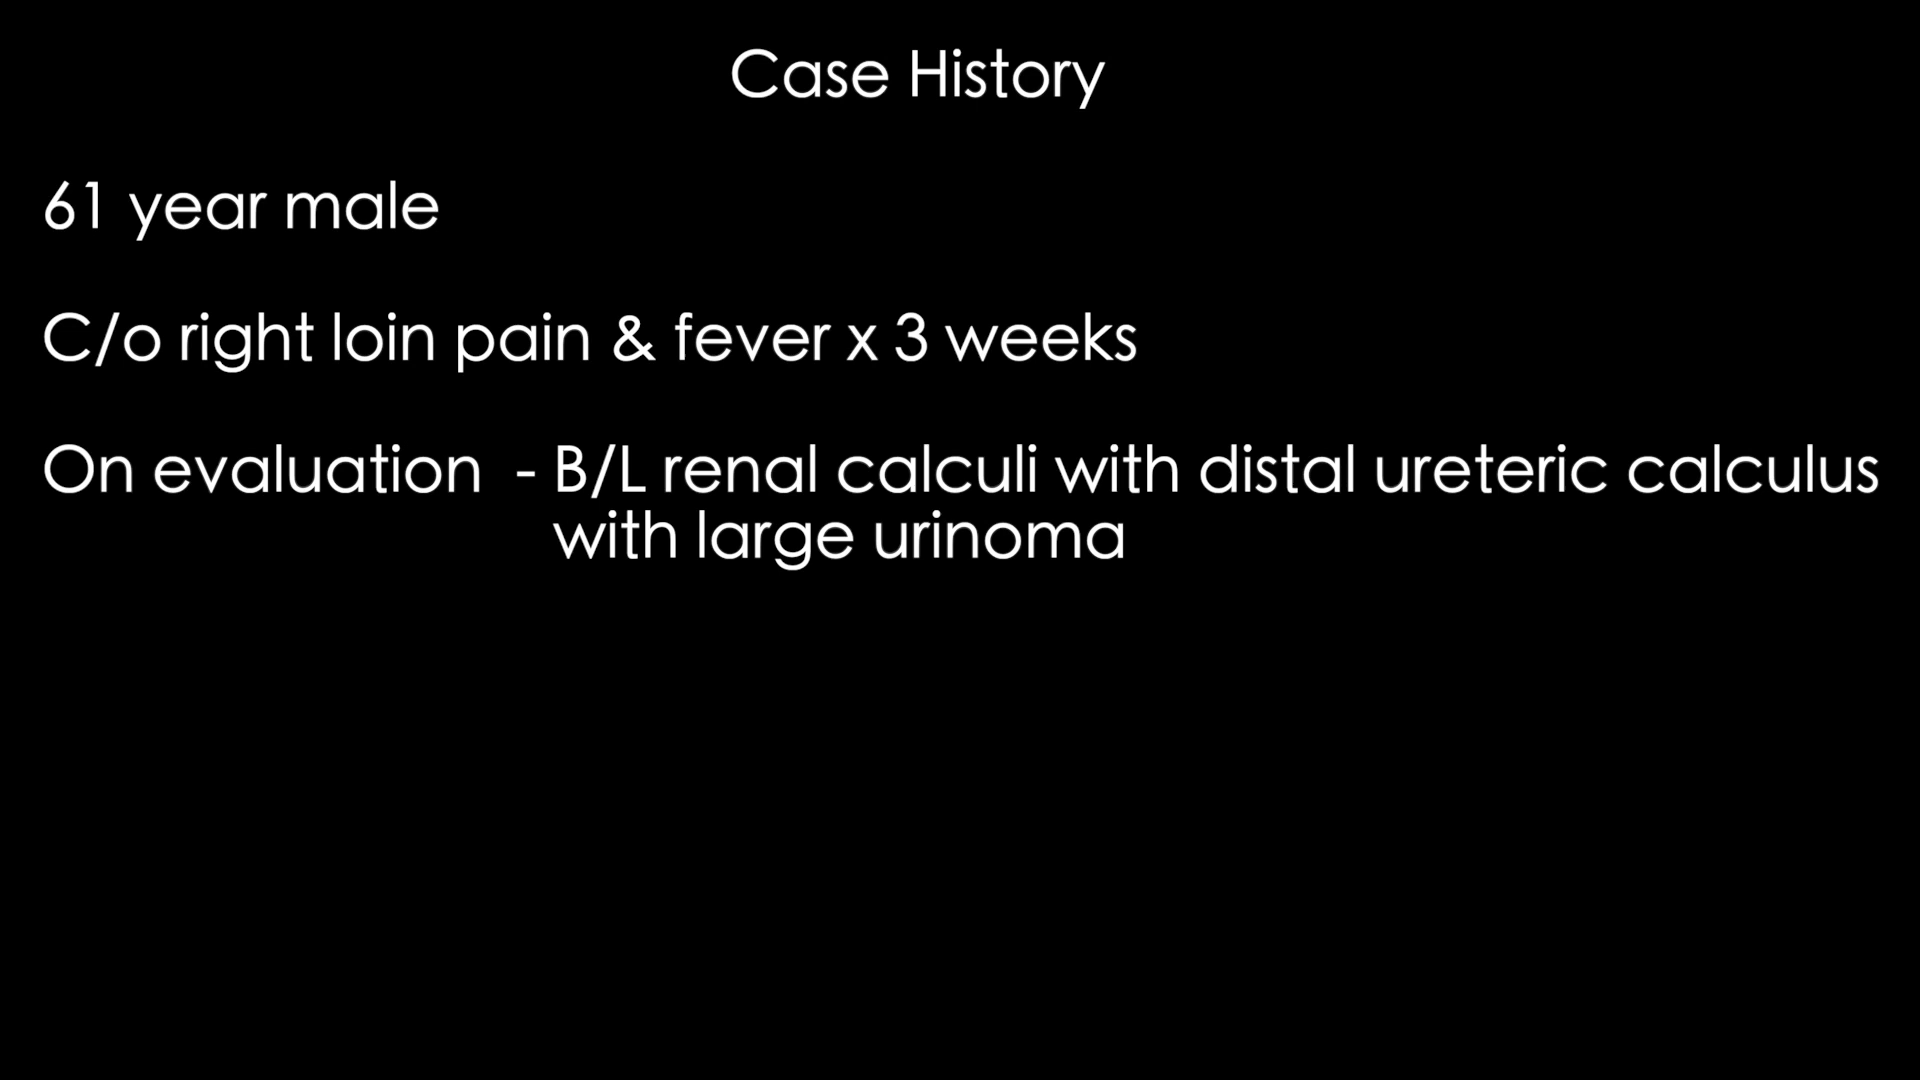 Case History
61 year male
C/o right loin pain & fever x 3 weeks
On evaluation - B/L renal calculi with distal ureteric calculus
with large urinoma